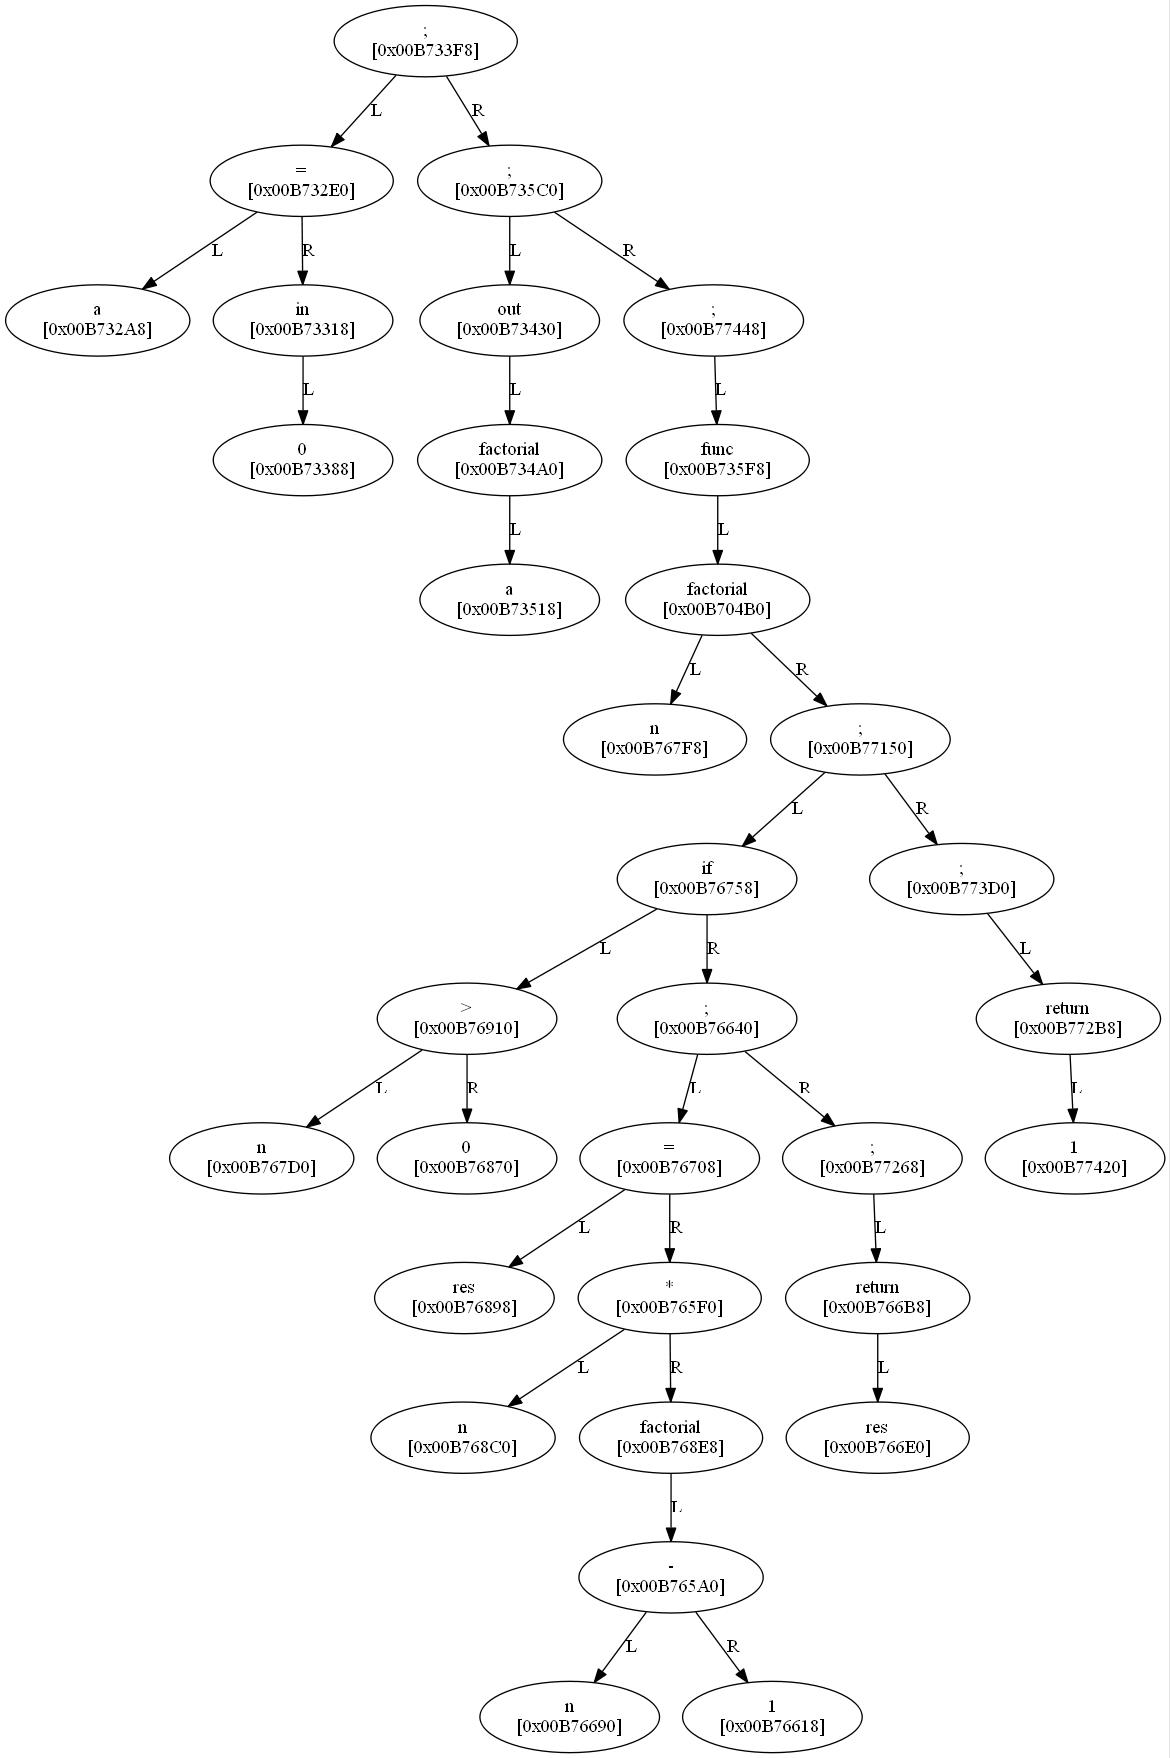 ;
[0x00B733F8]
L
R
=
[0x00B732E0]
;
[0x00B735C0]
L
R
L
R
a
[0x00B732A8]
in
[0x00B73318]
out
[0x00B73430]
;
[0x00B77448]
L
L
L
0
[0x00B73388]
factorial
[0x00B734A0]
func
[0x00B735F8]
L
L
a
[0x00B73518]
factorial
[0x00B704B0]
L
R
n
[0x00B767F8]
;
[0x00B77150]
L
R
if
[0x00B76758]
;
[0x00B773D0]
L
R
L
>
[0x00B76910]
;
[0x00B76640]
return
[0x00B772B8]
L
R
L
R
L
n
[0x00B767D0]
0
[0x00B76870]
=
[0x00B76708]
;
[0x00B77268]
1
[0x00B77420]
L
R
L
res
[0x00B76898]
*
[0x00B765F0]
return
[0x00B766B8]
L
R
L
n
[0x00B768C0]
factorial
[0x00B768E8]
res
[0x00B766E0]
L
-
[0x00B765A0]
L
R
n
[0x00B76690]
1
[0x00B76618]